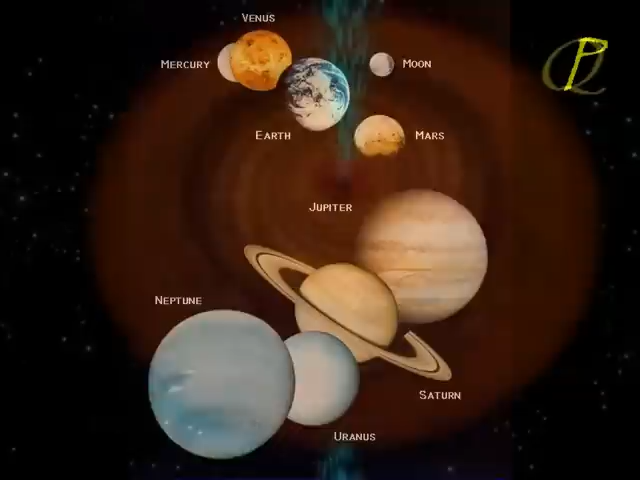 VENUS
MERCURY
MOON
EARTH
MARS
JUPITER
NEPTUNE
SATURN
URANUS